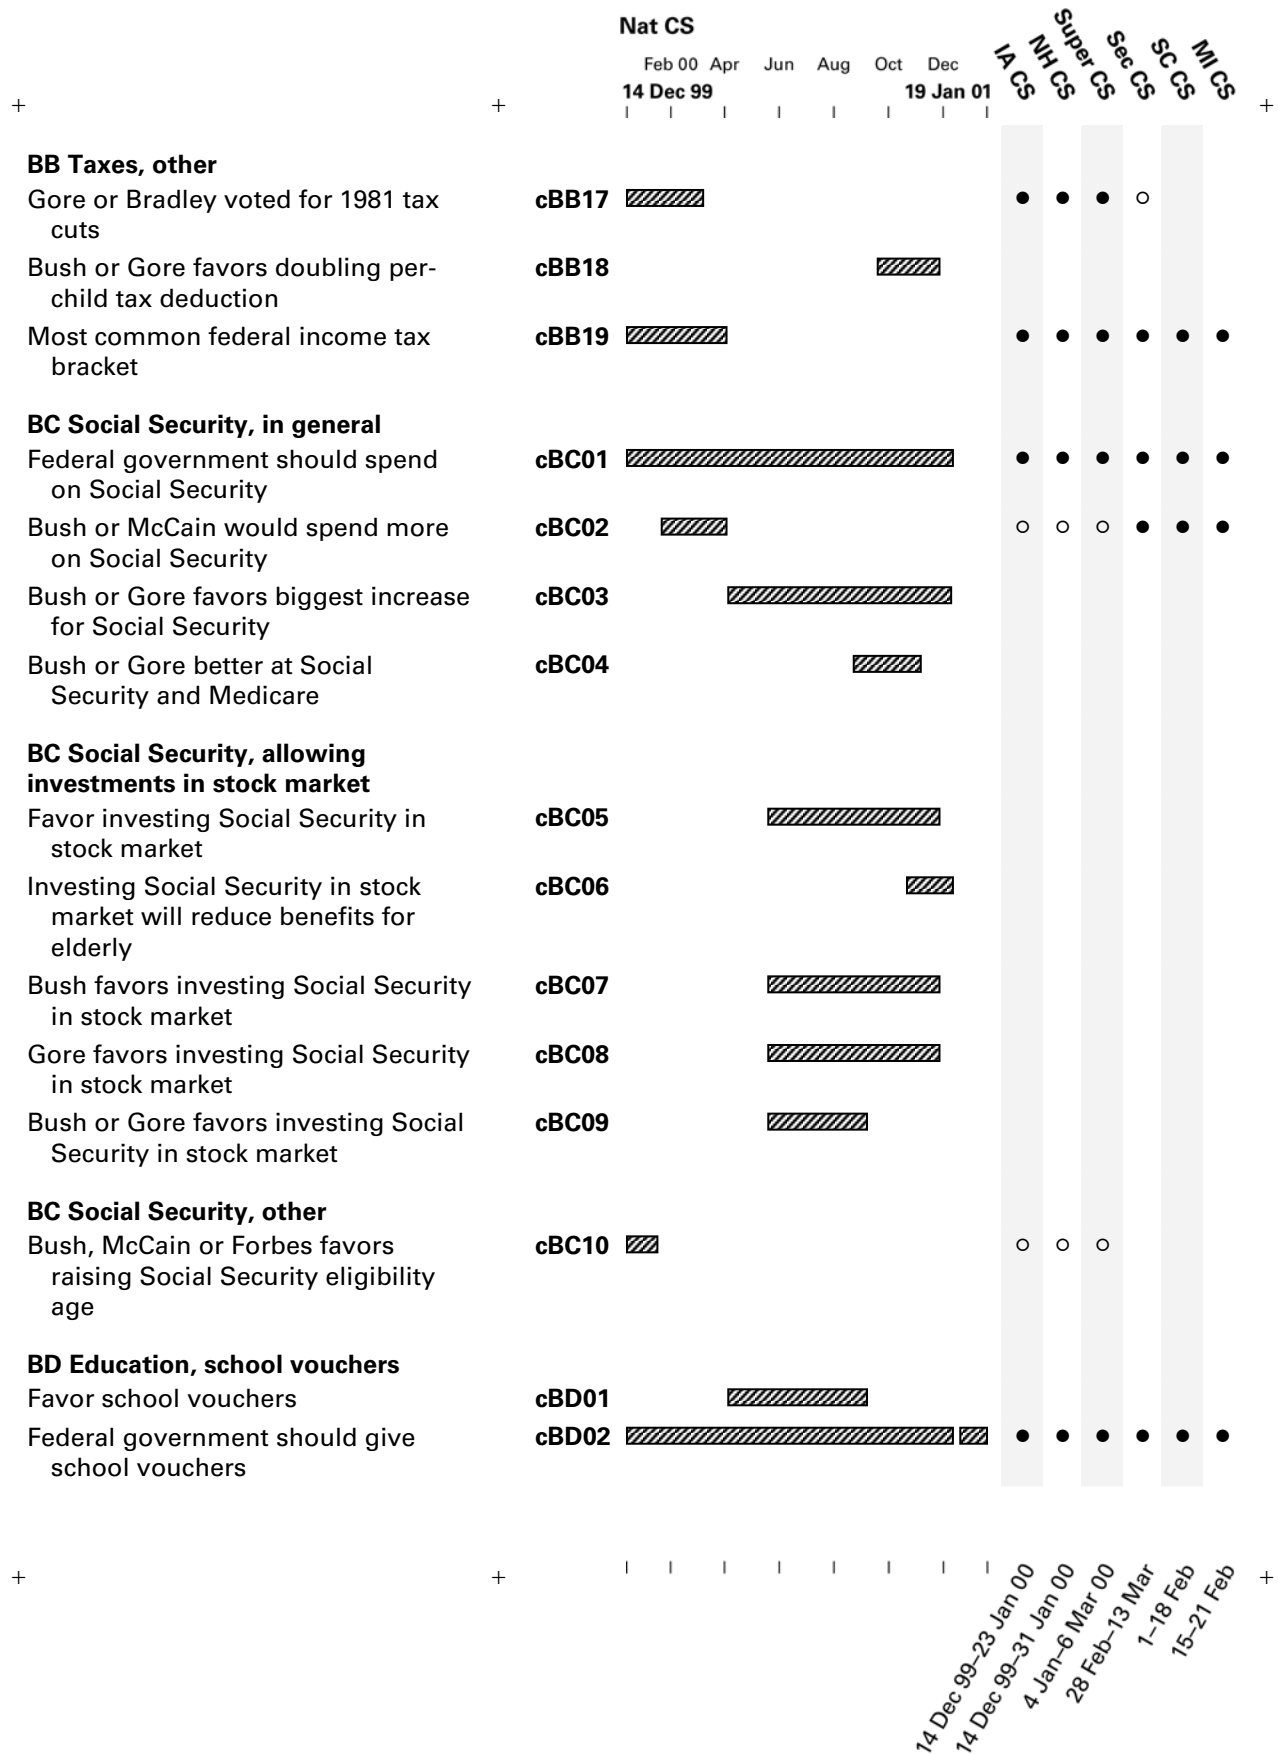 Nat CS
Feb 00 Apr Jun Aug Oct Dec
14 Dec 99 19 Jan 01
IA CS
NH CS
Super CS
Sec CS
SC CS
MI CS
BB Taxes, other
Gore or Bradley voted for 1981 tax cBB17
cuts
Bush or Gore favors doubling per- cBB18
child tax deduction
Most common federal income tax cBB19
bracket
BC Social Security, in general
Federal government should spend cBC01
on Social Security
Bush or McCain would spend more cBC02
on Social Security
Bush or Gore favors biggest increase cBC03
for Social Security
Bush or Gore better at Social cBC04
Security and Medicare
BC Social Security, allowing
investments in stock market
Favor investing Social Security in cBC05
stock market
Investing Social Security in stock cBC06
market will reduce benefits for
elderly
Bush favors investing Social Security cBC07
in stock market
Gore favors investing Social Security cBC08
in stock market
Bush or Gore favors investing Social cBC09
Security in stock market
BC Social Security, other
Bush, McCain or Forbes favors cBC10
raising Social Security eligibility
age
BD Education, school vouchers
Favor school vouchers cBD01
Federal government should give cBD02
school vouchers
14 Dec 99–23 Jan 00
14 Dec 99–31 Jan 00
4 Jan–6 Mar 00
28 Feb–13 Mar
1–18 Feb
15–21 Feb